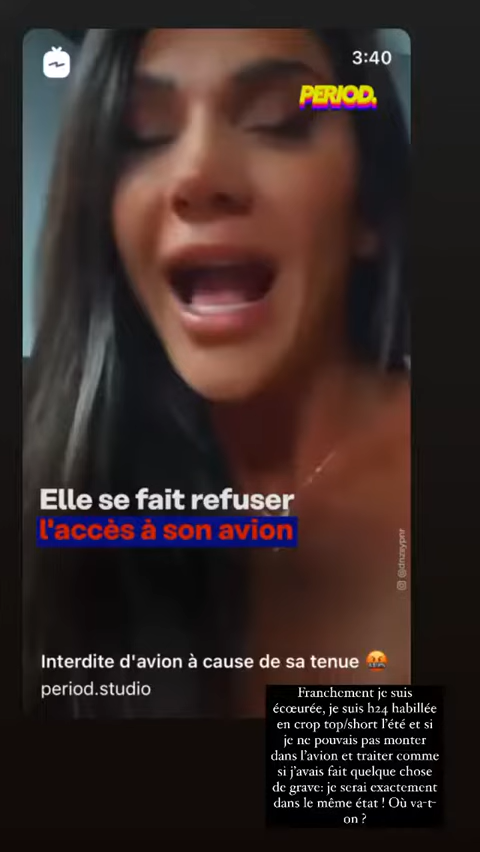 3:40
PERIOD.
Elle se fait refuser
l'accès à son avion
@druzypnr
Interdite d'avion à cause de sa tenue 🤬
period.studio
Franchement je suis
écœurée, je suis h24 habillée
en crop top/short l'été et si
je ne pouvais pas monter
dans l'avion et traiter comme
si j'avais fait quelque chose
de grave: je serai exactement
dans le même état ! Où va-t-
on ?